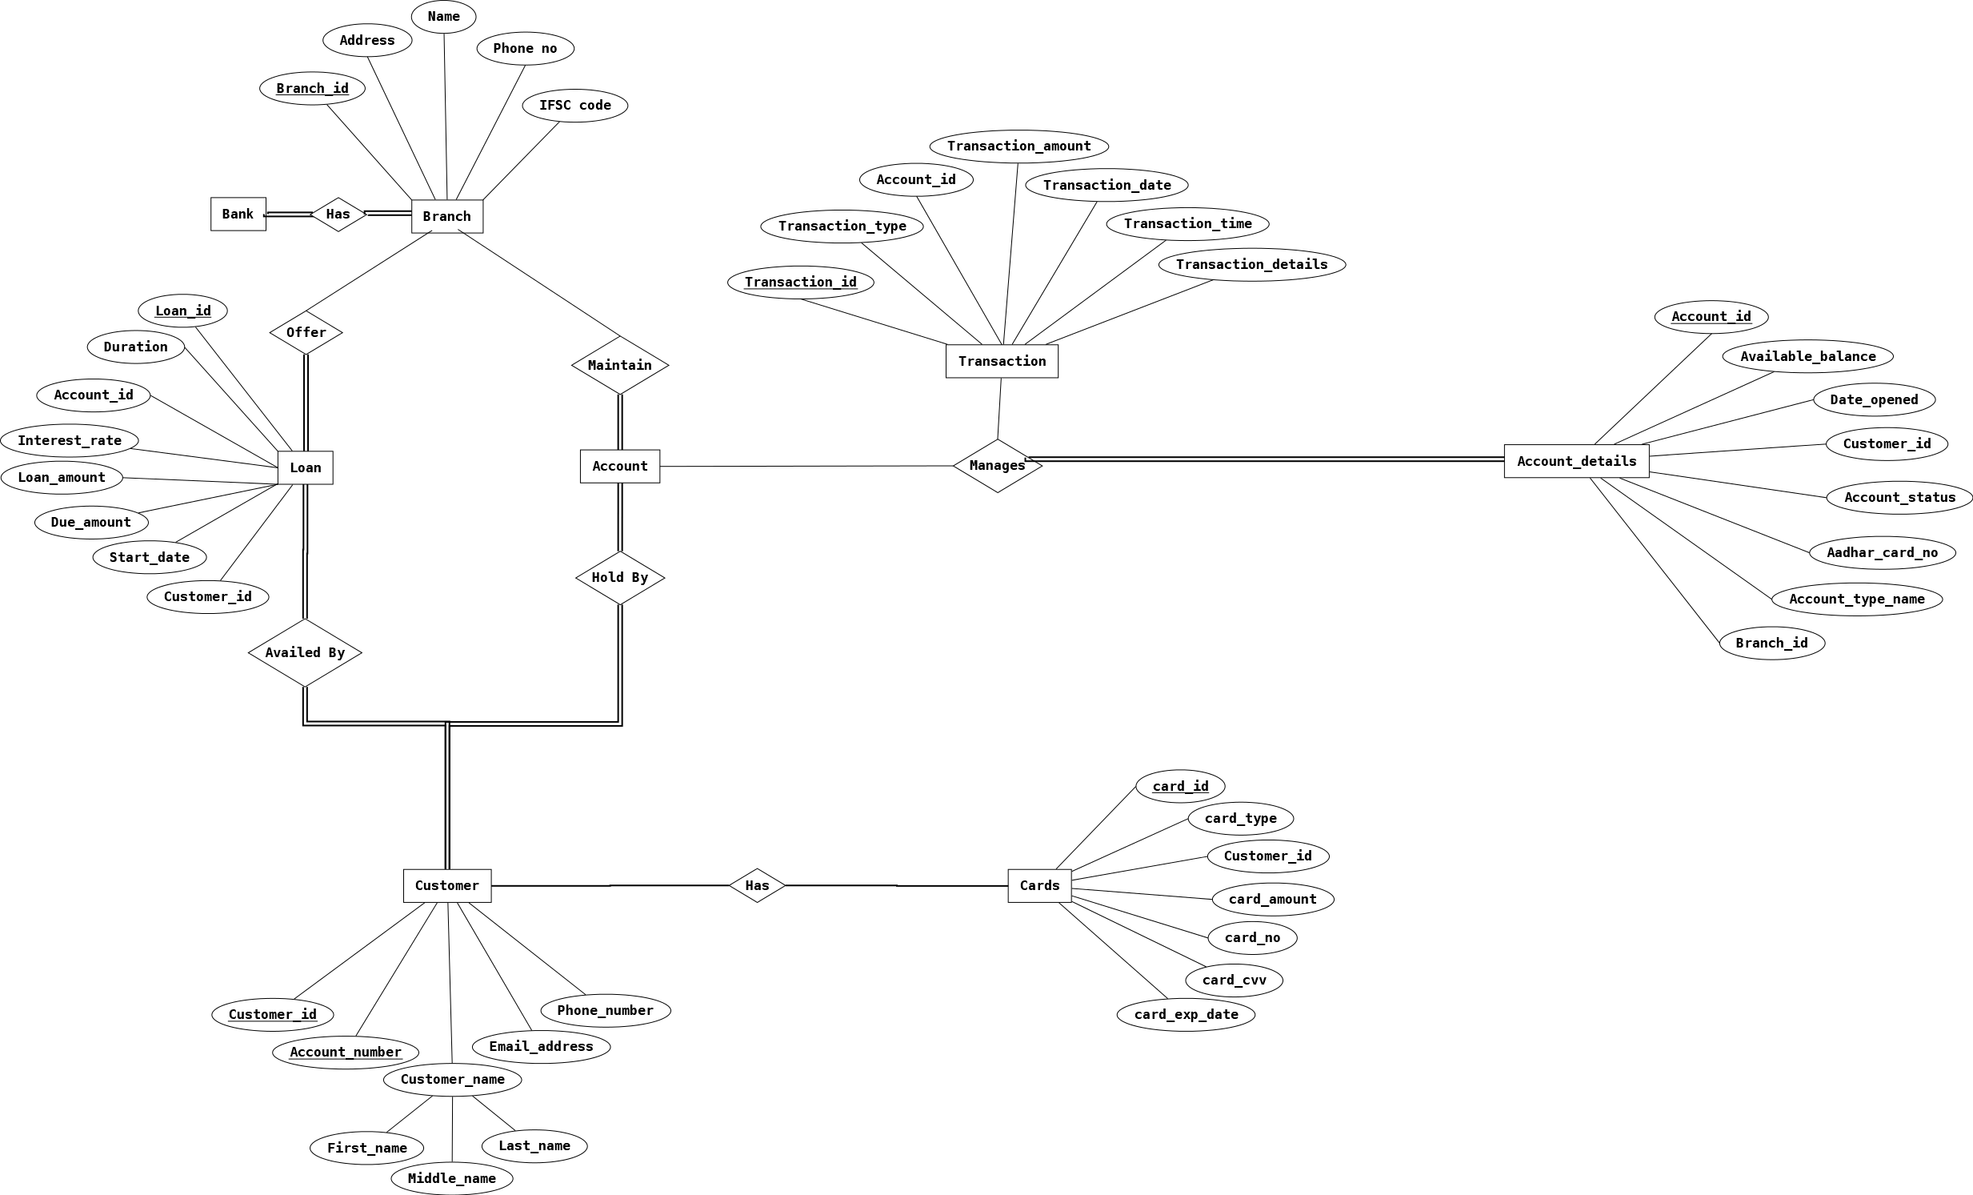 Name
Address
Phone no
Branch_id
IFSC code
Bank
Has
Branch
Transaction_amount
Account_id
Transaction_date
Transaction_type
Transaction_time
Transaction_details
Transaction_id
Loan_id
Offer
Duration
Maintain
Transaction
Account_id
Available_balance
Account_id
Date_opened
Interest_rate
Customer_id
Loan
Account
Manages
Account_details
Loan_amount
Account_status
Due_amount
Start_date
Aadhar_card_no
Hold By
Customer_id
Account_type_name
Availed By
Branch_id
card_id
card_type
Customer_id
Customer
Has
Cards
card_amount
card_no
card_cvv
Customer_id
Phone_number
card_exp_date
Account_number
Email_address
Customer_name
First_name
Last_name
Middle_name